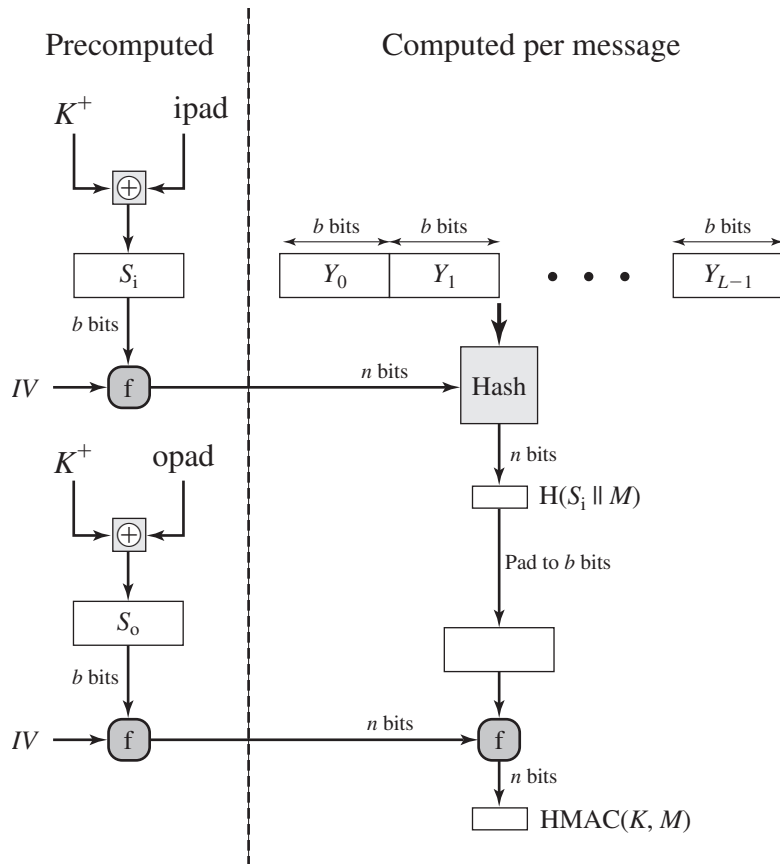 Precomputed
Computed per message
K+
ipad
⊕
b bits
b bits
b bits
Si
Y0
Y1
• • •
YL−1
b bits
IV
f
n bits
Hash
K+
opad
n bits
H(Si || M)
⊕
Pad to b bits
So
b bits
IV
f
n bits
f
n bits
HMAC(K, M)